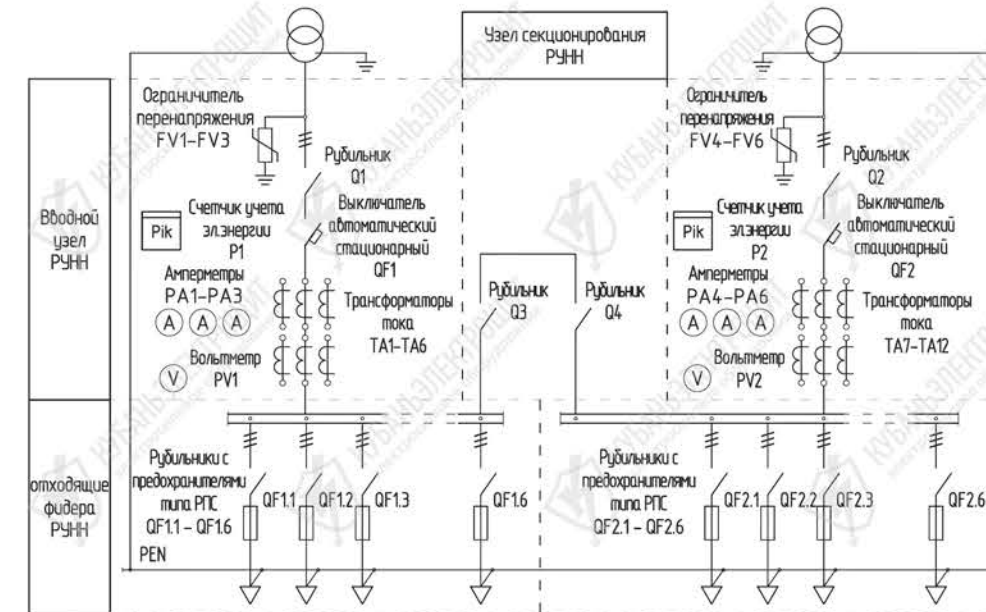 Узел секционирования
РУНН
Вводной
узел
РУНН
Ограничитель
перенапряжения
FV1-FV3
Рубильник
Q1
Счетчик учета
эл.энергии
P1
Pik
Выключатель
автоматический
стационарный
QF1
Амперметры
PA1-PA3
A A A
Трансформаторы
тока
TA1-TA6
Вольтметр
PV1
V
Рубильник
Q3
Рубильник
Q4
Ограничитель
перенапряжения
FV4-FV6
Рубильник
Q2
Счетчик учета
эл.энергии
P2
Pik
Выключатель
автоматический
стационарный
QF2
Амперметры
PA4-PA6
A A A
Трансформаторы
тока
TA7-TA12
Вольтметр
PV2
V
отходящие
фидера
РУНН
Рубильники с
предохранителями
типа РПС
QF1.1 - QF1.6
QF1.1
QF1.2
QF1.3
QF1.6
PEN
Рубильники с
предохранителями
типа РПС
QF2.1 - QF2.6
QF2.1
QF2.2
QF2.3
QF2.6